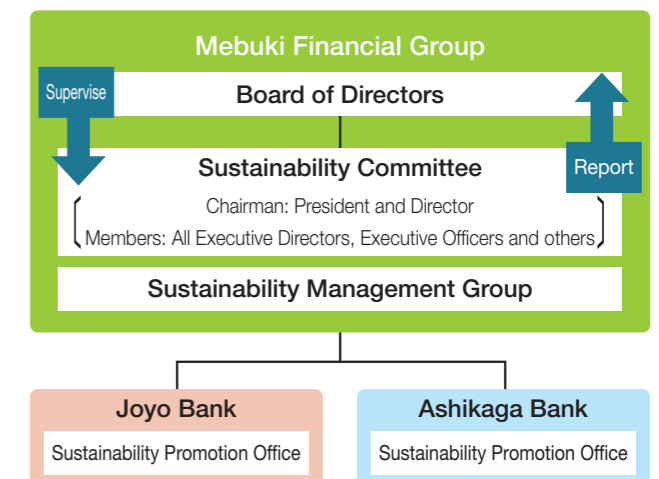 Mebuki Financial Group
Supervise
Board of Directors
Sustainability Committee
Report
Chairman: President and Director
Members: All Executive Directors, Executive Officers and others
Sustainability Management Group
Joyo Bank
Sustainability Promotion Office
Ashikaga Bank
Sustainability Promotion Office